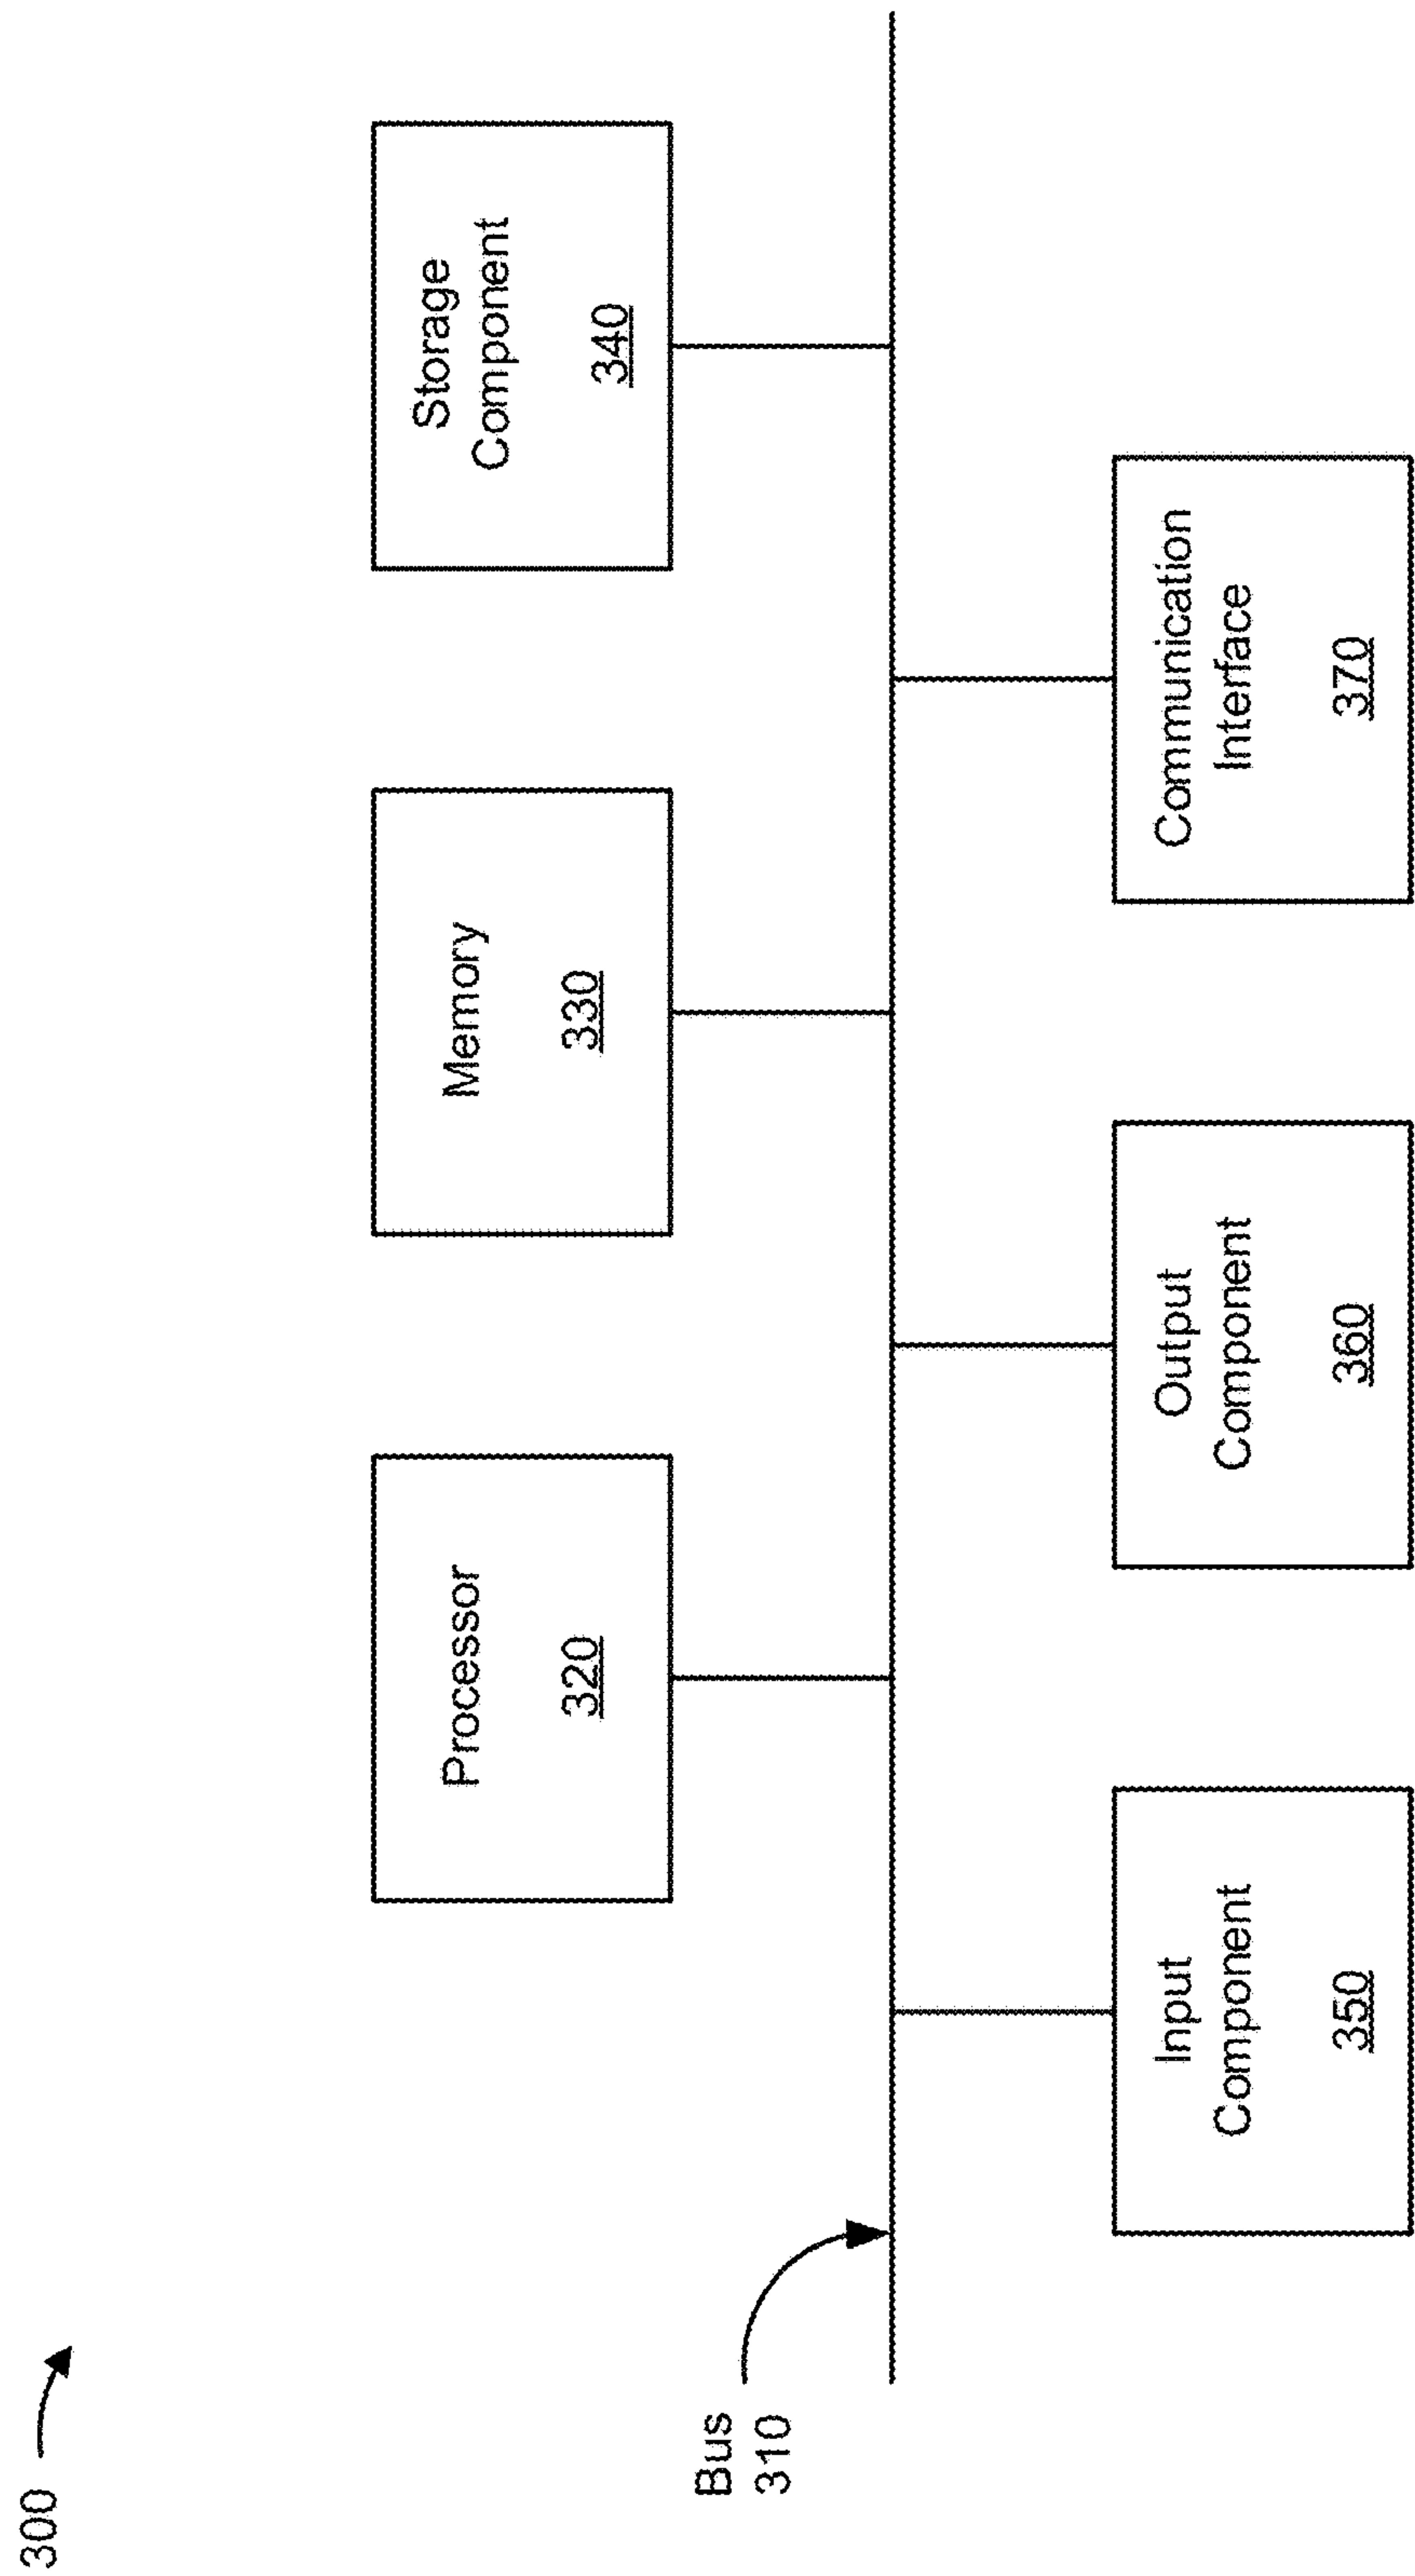 300
Processor
320
Memory
330
Storage
Component
340
Bus
310
Input
Component
350
Output
Component
360
Communication
Interface
370